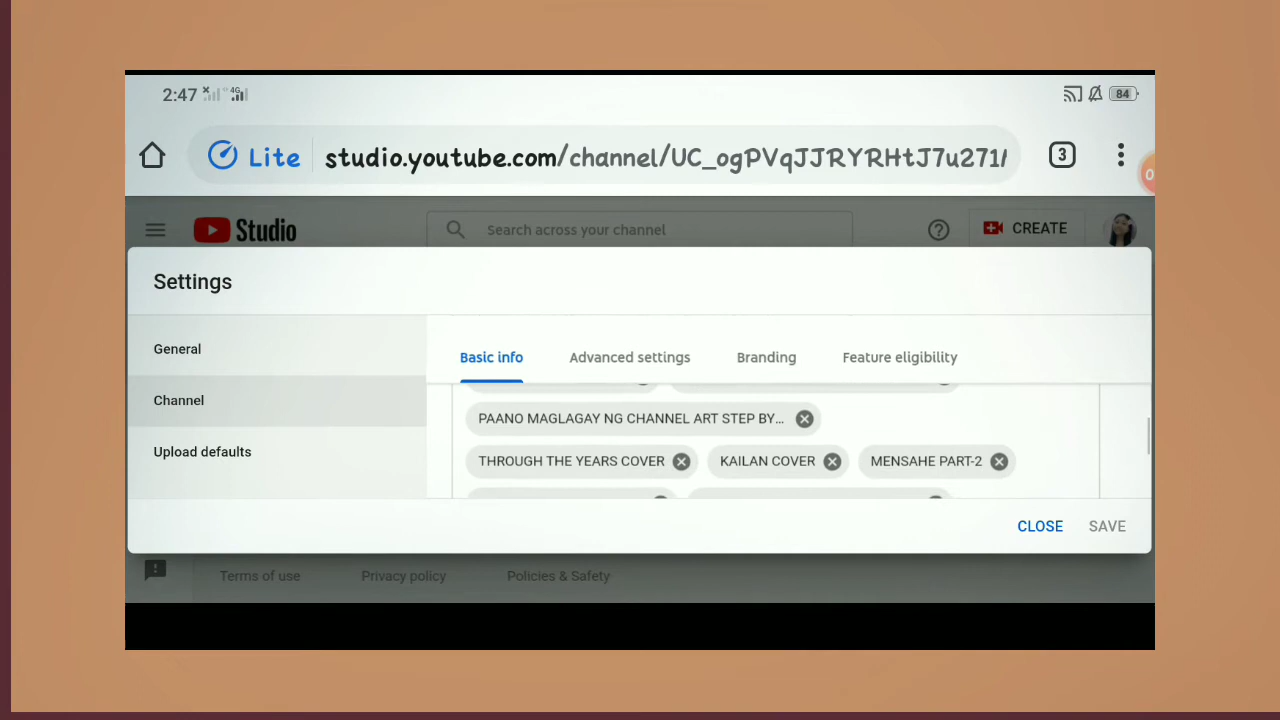 2:47 4G 84
Lite studio.youtube.com/channel/UC_ogPVqJJRYRHtJ7u271 3
Studio Search across your channel CREATE
Settings
General
Channel
Upload defaults
Basic info Advanced settings Branding Feature eligibility
PAANO MAGLAGAY NG CHANNEL ART STEP BY...
THROUGH THE YEARS COVER KAILAN COVER MENSAHE PART-2
CLOSE SAVE
Terms of use Privacy policy Policies & Safety